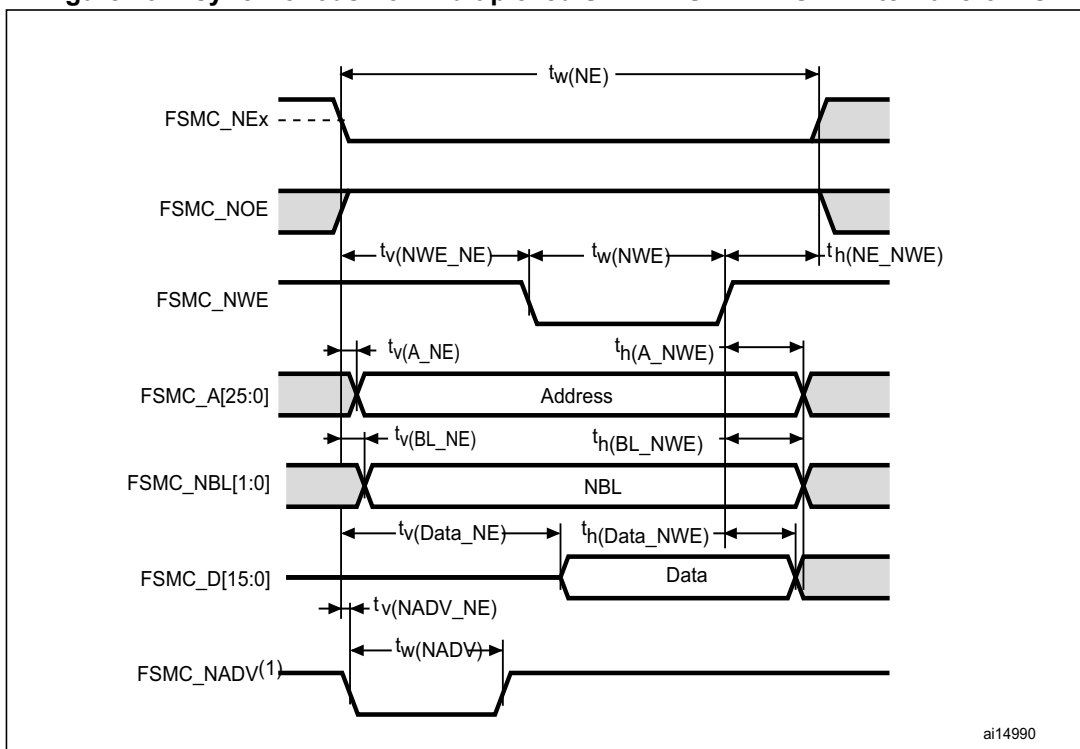 tw(NE)
FSMC_NEx
FSMC_NOE
tv(NWE_NE)
tw(NWE)
th(NE_NWE)
FSMC_NWE
tv(A_NE)
th(A_NWE)
FSMC_A[25:0]
Address
tv(BL_NE)
th(BL_NWE)
FSMC_NBL[1:0]
NBL
tv(Data_NE)
th(Data_NWE)
FSMC_D[15:0]
Data
tv(NADV_NE)
tw(NADV)
FSMC_NADV(1)
ai14990